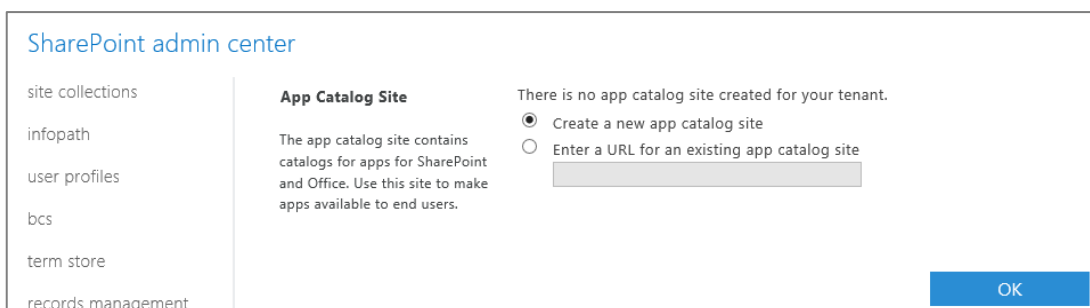 SharePoint admin center
site collections
infopath
user profiles
bcs
term store
records management
App Catalog Site
The app catalog site contains
catalogs for apps for SharePoint
and Office. Use this site to make
apps available to end users.
There is no app catalog site created for your tenant.
Create a new app catalog site
Enter a URL for an existing app catalog site
OK